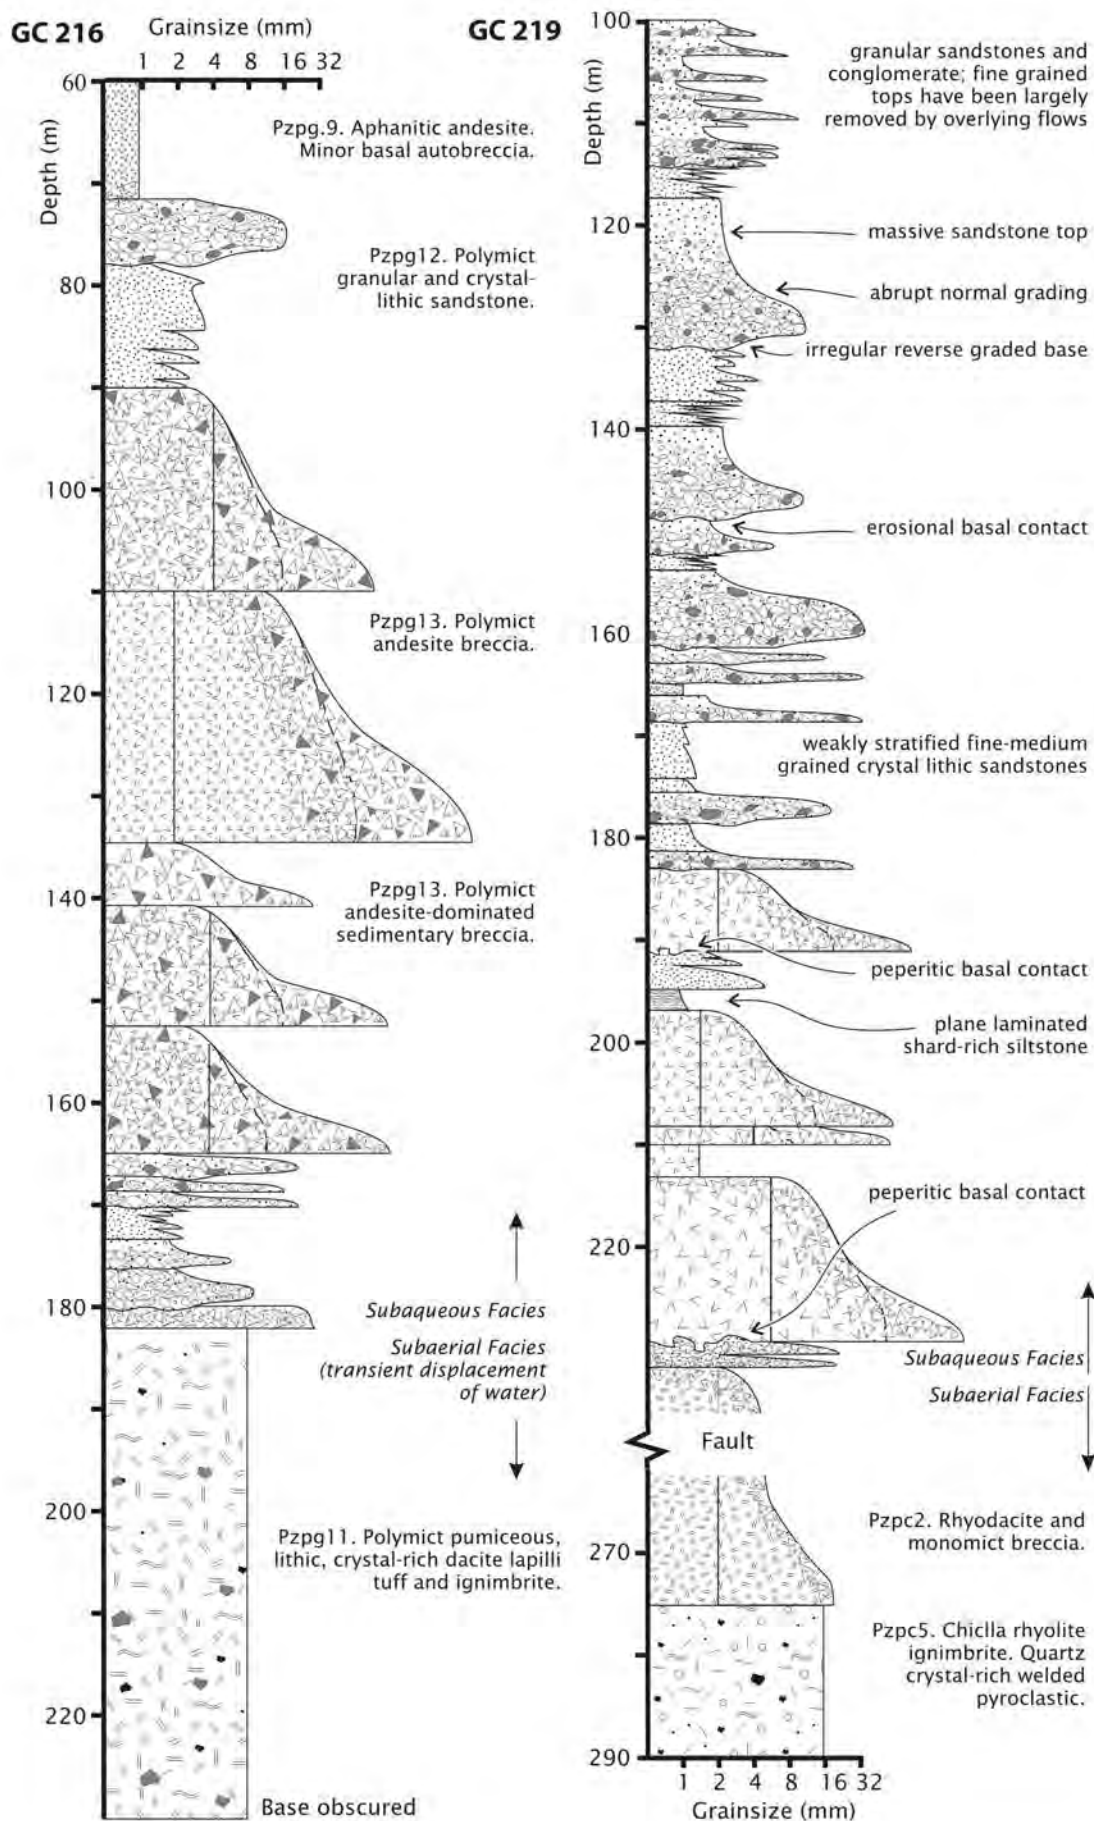 GC 216
Grainsize (mm)
1 2 4 8 16 32
Depth (m)
60
80
100
120
140
160
180
200
220
Pzpg.9. Aphanitic andesite.
Minor basal autobreccia.
Pzpg12. Polymict
granular and crystal-
lithic sandstone.
Pzpg13. Polymict
andesite breccia.
Pzpg13. Polymict
andesite-dominated
sedimentary breccia.
Subaqueous Facies
Subaerial Facies
(transient displacement
of water)
Pzpg11. Polymict pumiceous,
lithic, crystal-rich dacite lapilli
tuff and ignimbrite.
Base obscured
GC 219
Depth (m)
100
120
140
160
180
200
220
270
290
granular sandstones and
conglomerate; fine grained
tops have been largely
removed by overlying flows
massive sandstone top
abrupt normal grading
irregular reverse graded base
erosional basal contact
weakly stratified fine-medium
grained crystal lithic sandstones
peperitic basal contact
plane laminated
shard-rich siltstone
peperitic basal contact
Subaqueous Facies
Subaerial Facies
Fault
Pzpc2. Rhyodacite and
monomict breccia.
Pzpc5. Chiclla rhyolite
ignimbrite. Quartz
crystal-rich welded
pyroclastic.
1 2 4 8 16 32
Grainsize (mm)